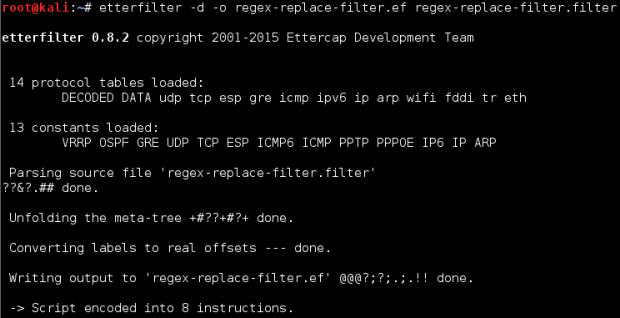 root@kali:~# etterfilter -d -o regex-replace-filter.ef regex-replace-filter.filter
etterfilter 0.8.2 copyright 2001-2015 Ettercap Development Team
14 protocol tables loaded:
DECODED DATA udp tcp esp gre icmp ipv6 ip arp wifi fddi tr eth
13 constants loaded:
VRRP OSPF GRE UDP TCP ESP ICMP6 ICMP PPTP PPPOE IP6 IP ARP
Parsing source file 'regex-replace-filter.filter'
??&?.## done.
Unfolding the meta-tree +#??+#?+ done.
Converting labels to real offsets --- done.
Writing output to 'regex-replace-filter.ef' @@@?;?;.;.!! done.
-> Script encoded into 8 instructions.